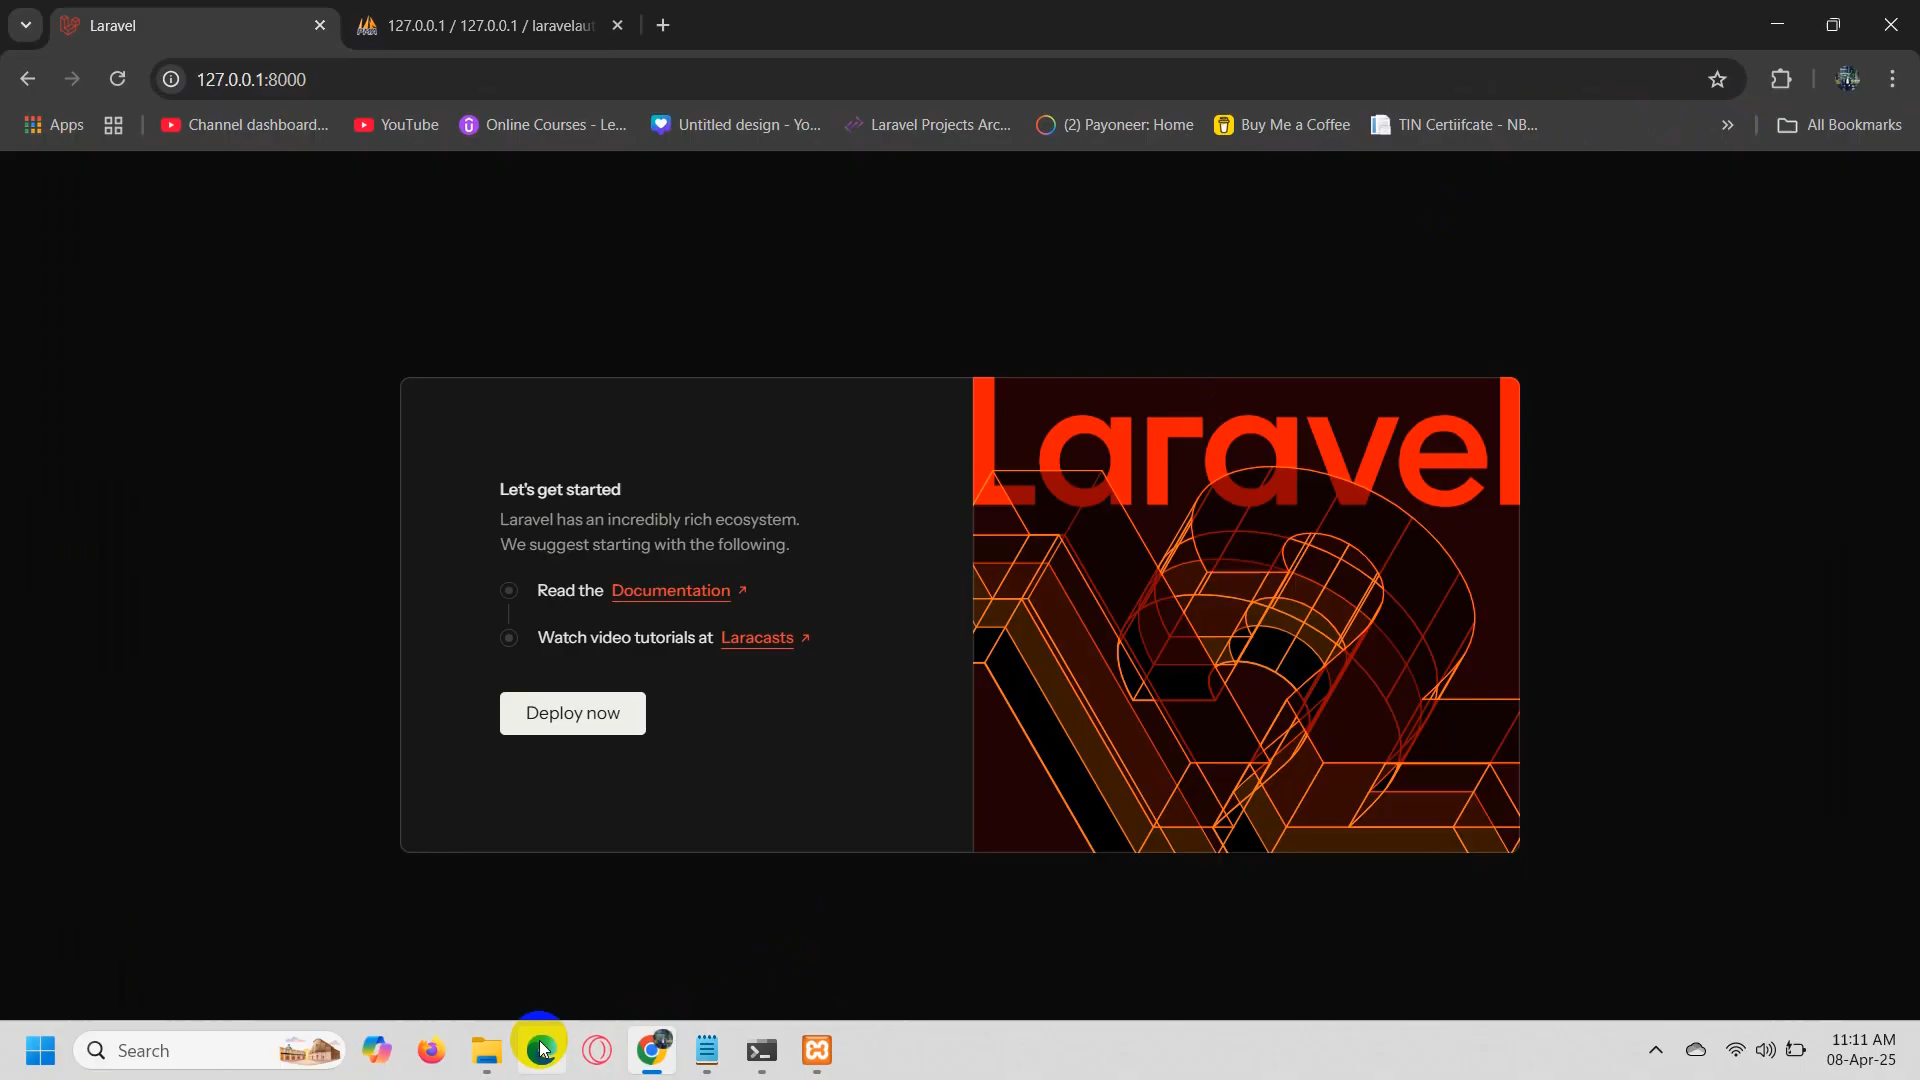 Laravel
127.0.0.1 / 127.0.0.1 / laravelaut
127.0.0.1:8000
Apps
Channel dashboard...
YouTube
Online Courses - Le...
Untitled design - Yo...
Laravel Projects Arc...
(2) Payoneer: Home
Buy Me a Coffee
TIN Certiifcate - NB...
All Bookmarks
Let's get started
Laravel has an incredibly rich ecosystem.
We suggest starting with the following.
Read the Documentation
Watch video tutorials at Laracasts
Deploy now
Laravel
12
Search
11:11 AM
08-Apr-25